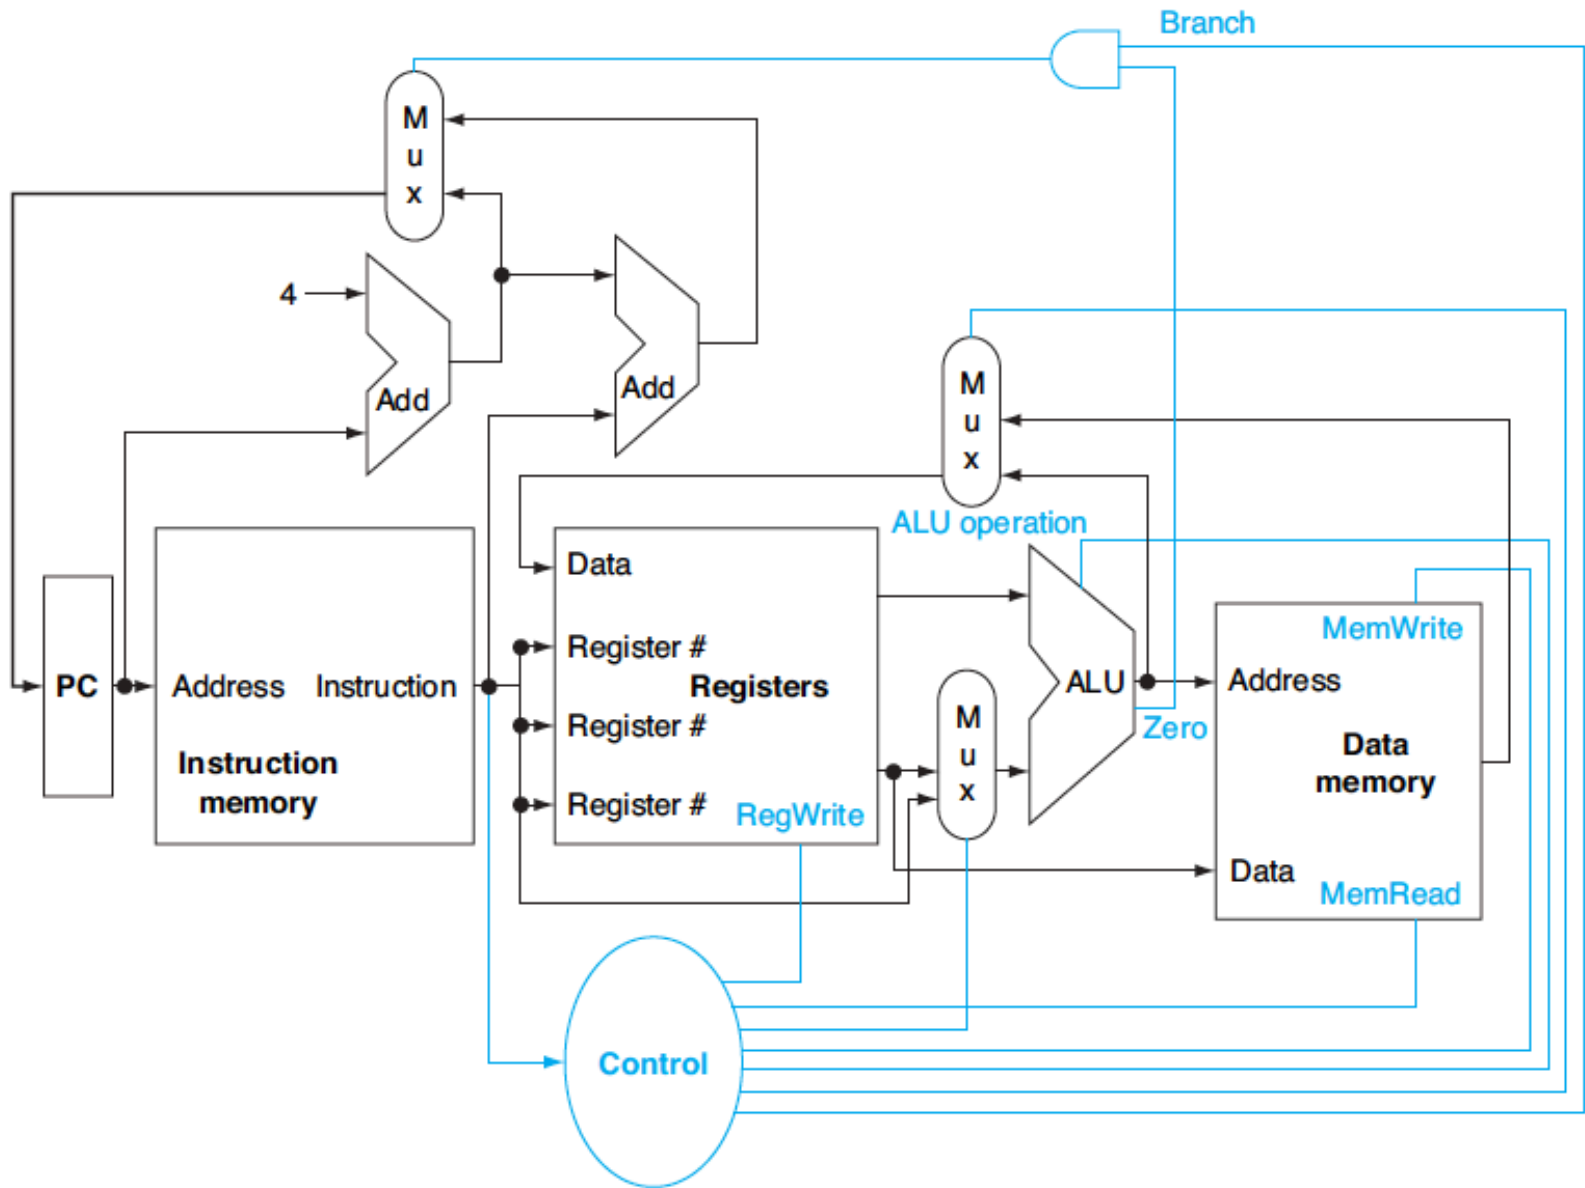 Branch
M
u
x
4
Add
Add
M
u
x
ALU operation
Data
MemWrite
Register #
PC
Address
Instruction
Registers
ALU
Address
M
u
x
Register #
Zero
Instruction
memory
Data
memory
Register #
RegWrite
Data
MemRead
Control